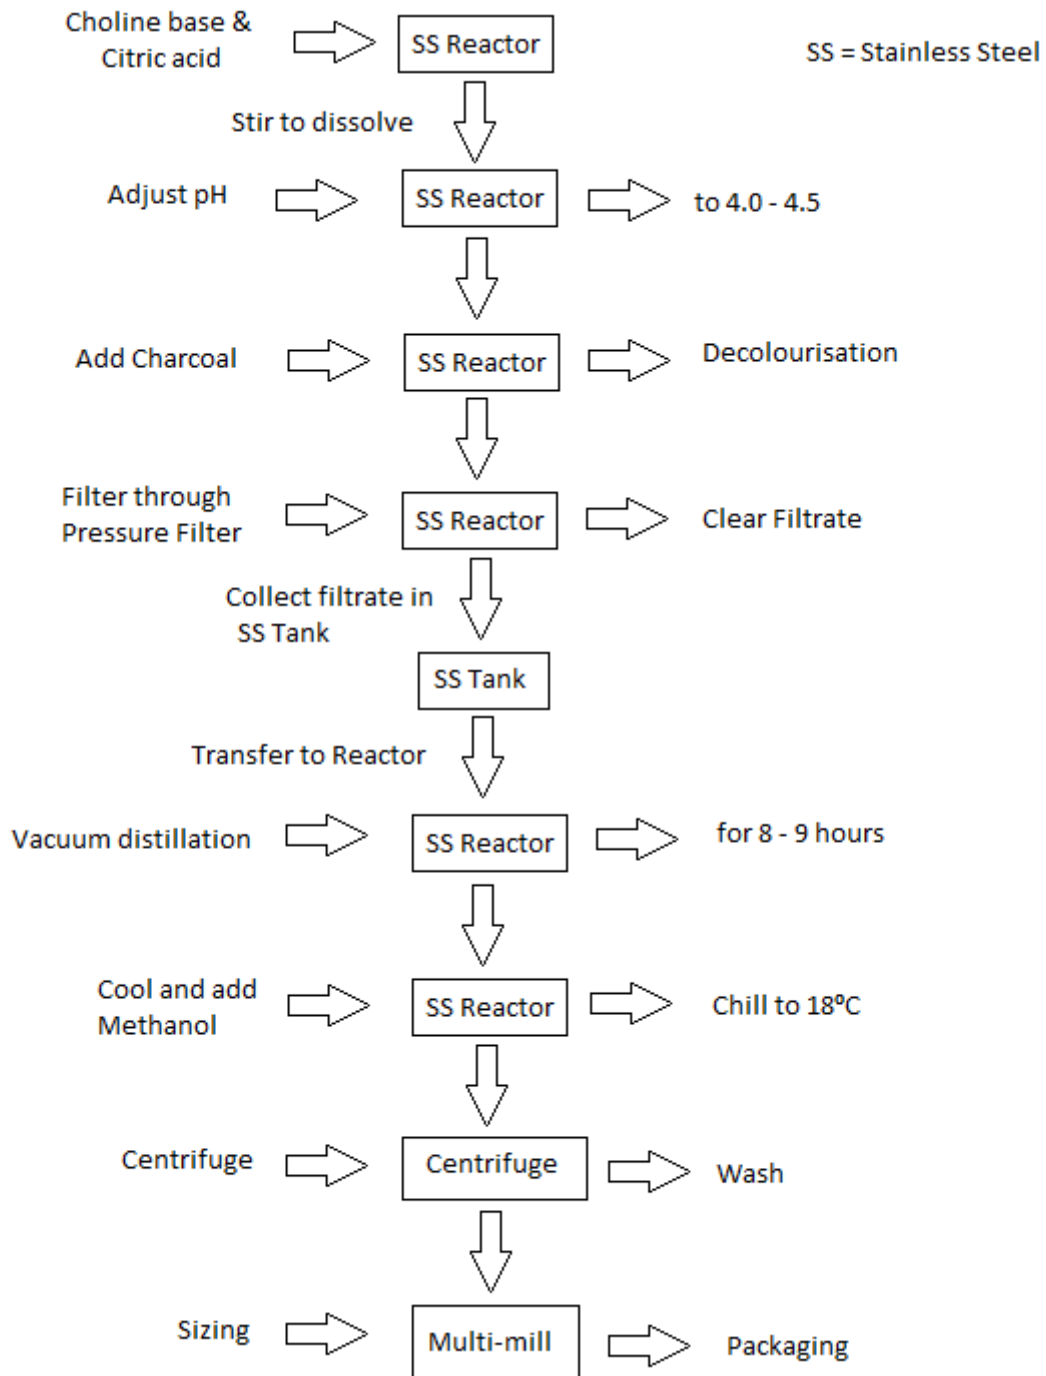 Choline base &
Citric acid
SS Reactor
SS = Stainless Steel
Stir to dissolve
Adjust pH
SS Reactor
to 4.0 - 4.5
Add Charcoal
SS Reactor
Decolourisation
Filter through
Pressure Filter
SS Reactor
Clear Filtrate
Collect filtrate in
SS Tank
SS Tank
Transfer to Reactor
Vacuum distillation
SS Reactor
for 8 - 9 hours
Cool and add
Methanol
SS Reactor
Chill to 18⁰C
Centrifuge
Centrifuge
Wash
Sizing
Multi-mill
Packaging